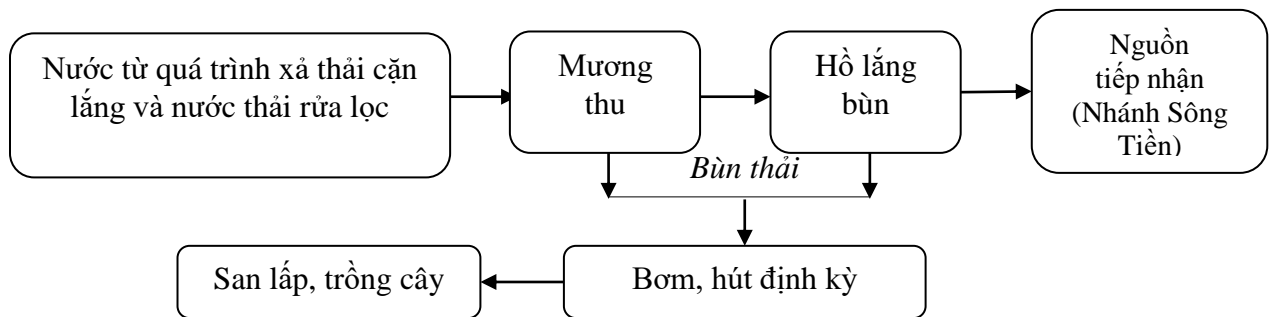 Nước từ quá trình xả thải cặn
lắng và nước thải rửa lọc
Mương
thu
Hồ lắng
bùn
Nguồn
tiếp nhận
(Nhánh Sông
Tiền)
Bùn thải
San lấp, trồng cây
Bơm, hút định kỳ